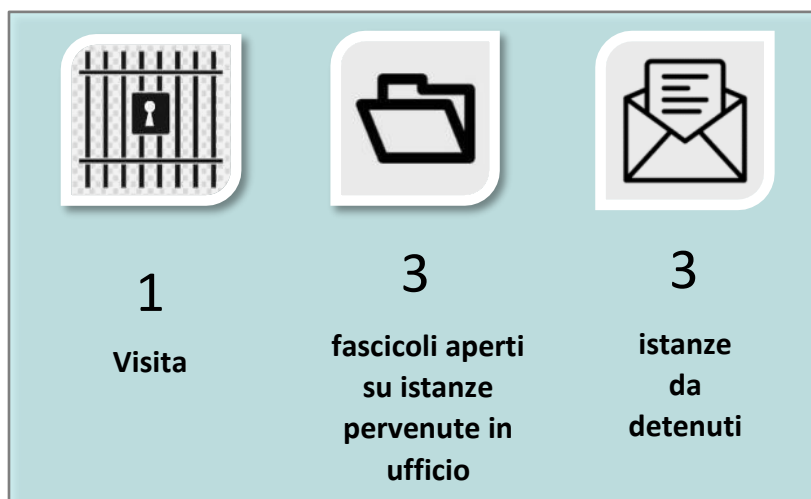 1
Visita
3
fascicoli aperti
su istanze
pervenute in
ufficio
3
istanze
da
detenuti